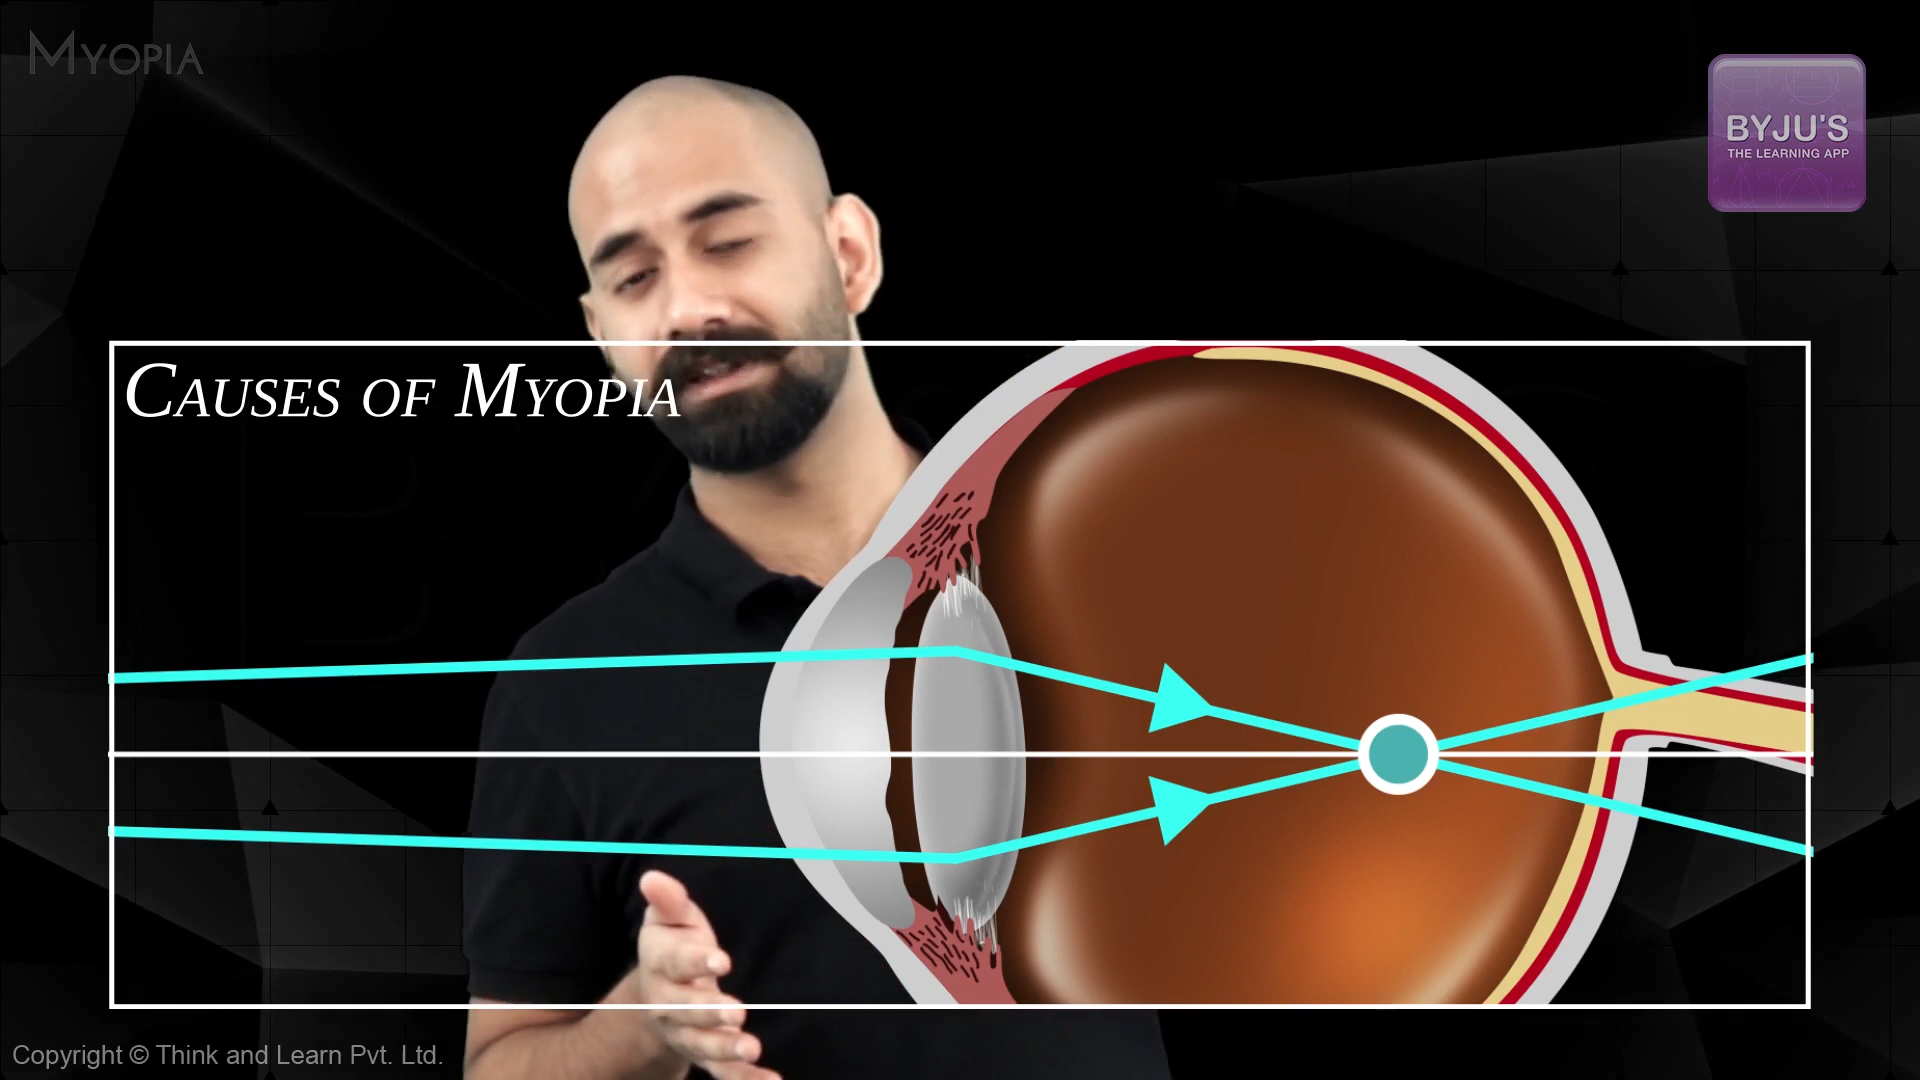 MYOPIA
BYJU'S
THE LEARNING APP
CAUSES OF MYOPIA
Copyright © Think and Learn Pvt. Ltd.